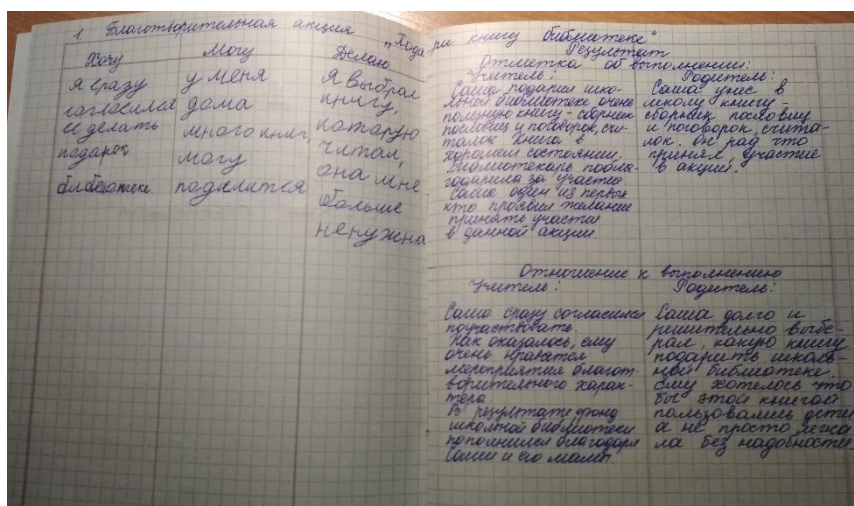 1. Благотворительная акция "Подари книгу библиотеке"
Хочу
Я сразу
согласился
сделать
подарок
библеотеке
Могу
у меня
дома
много книг,
могу
поделится
Делаю
Я выбрал
книгу,
которую
читал,
она мне
больше
ненужна
Результат
Отметка об выполнении:
Учитель:
Саша подарил шко-
льной библиотеке очень
полезную книгу - сборник
пословиц и поговорок, счи-
талок. Книга в
хорошем состоянии.
Библиотекарь побла-
годарила за участие
Саша один из первых
кто проявил желание
принять участие
в данной акции.
Родитель:
Саша унес в
школу книгу -
сборник пословиц
и поговорок, считa-
лок. Он рад что
принял участие
в акции.
Отношение к выполнению
Учитель:
Саша сразу согласился
поучаствовать.
Как оказалось, ему
очень нравятся
мероприятия благот-
ворительного харак-
тера
В результате фонд
школьной библиотеки
пополнился благодаря
Саши и его мамы.
Родитель:
Саша долго и
решительно выбе-
рал, какую книгу
подарить школь-
ной библиотеке.
Ему хотелось что
бы этой книгой
пользовались дети
а не просто лежа
ла без надобности.